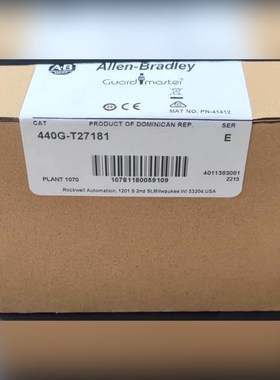 AB
Allen-Bradley
Guardmaster
MAT NO. PN-41412
CAT
PRODUCT OF DOMINICAN REP.
SER
440G-T27181
E
PLANT 1070
10781180059109
4011383081
2215
Rockwell Automation, 1201 S 2nd St, Milwaukee, WI 53204, USA